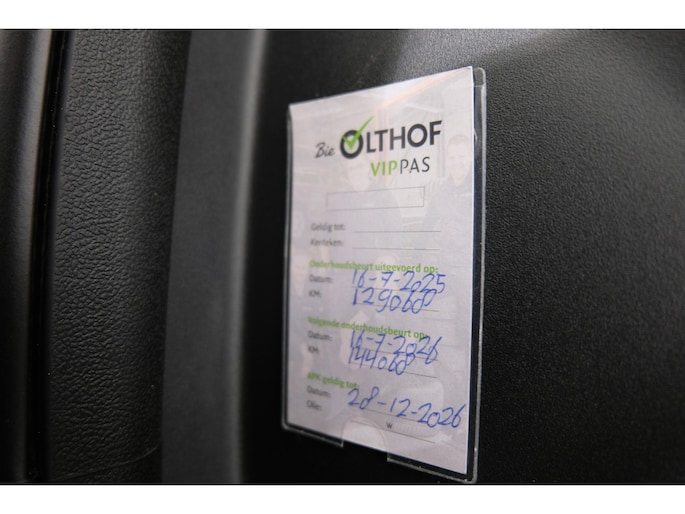 Bie OLTHOF
VIPPAS
Geldig tot:
Kenteken:
Onderhoudsbeurt uitgevoerd op:
Datum: 16-7-2025
KM: 129060
Volgende onderhoudsbeurt op:
Datum: 16-7-2026
KM: 144060
APK geldig tot:
Datum: 28-12-2026
Olie: W